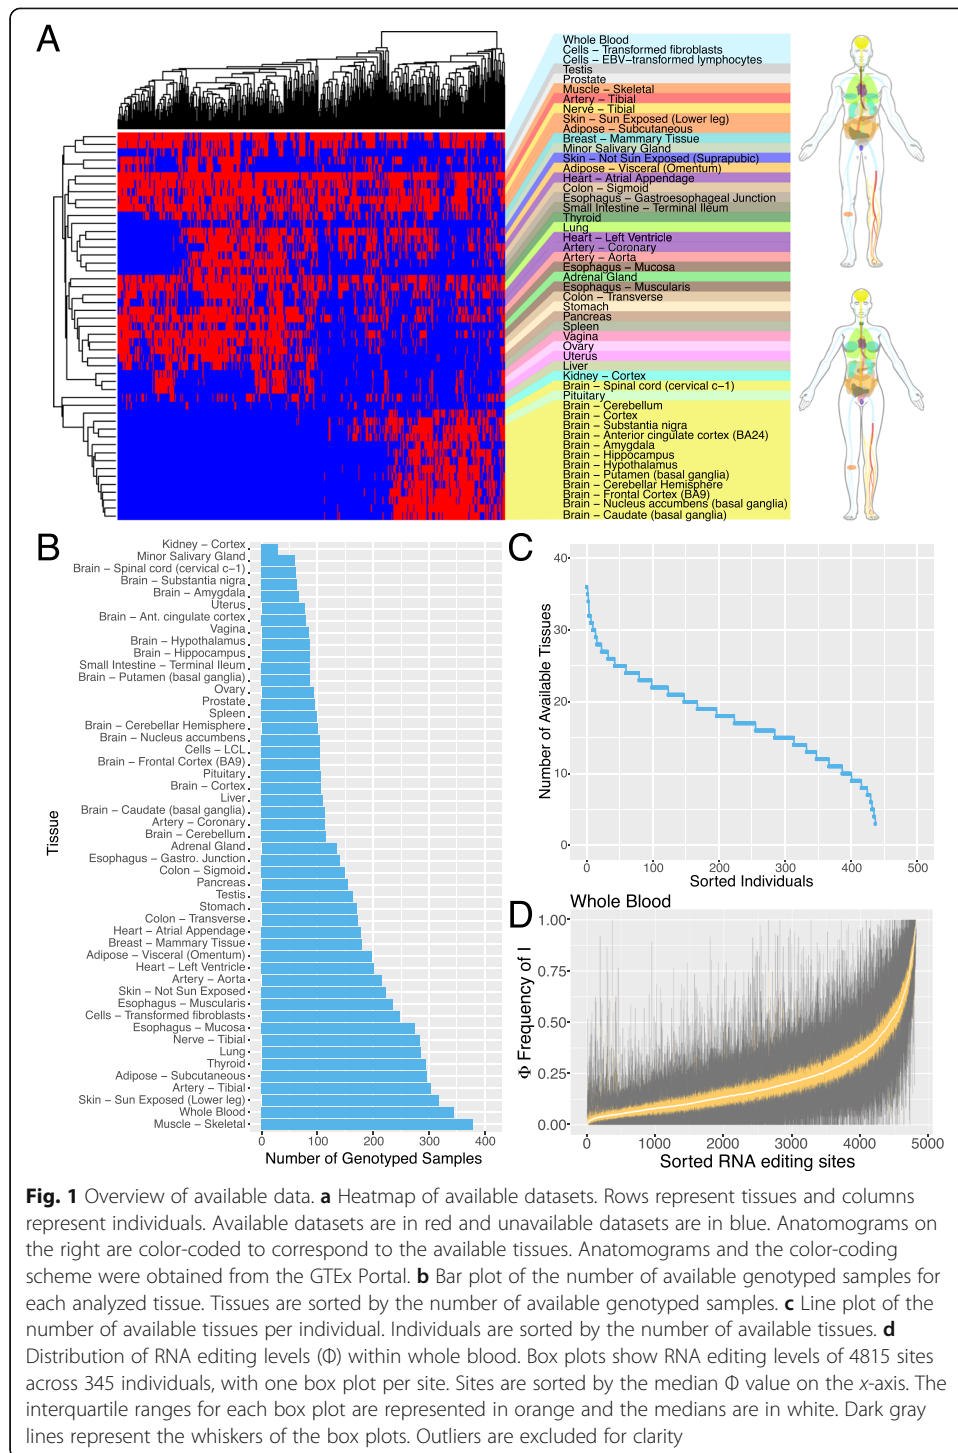 A
Whole Blood
Cells – Transformed fibroblasts
Cells – EBV–transformed lymphocytes
Testis
Prostate
Muscle – Skeletal
Artery – Tibial
Nerve – Tibial
Skin – Sun Exposed (Lower leg)
Adipose – Subcutaneous
Breast – Mammary Tissue
Minor Salivary Gland
Skin – Not Sun Exposed (Suprapubic)
Adipose – Visceral (Omentum)
Heart – Atrial Appendage
Colon – Sigmoid
Esophagus – Gastroesophageal Junction
Small Intestine – Terminal Ileum
Thyroid
Lung
Heart – Left Ventricle
Artery – Coronary
Artery – Aorta
Esophagus – Mucosa
Adrenal Gland
Esophagus – Muscularis
Colon – Transverse
Stomach
Pancreas
Spleen
Vagina
Ovary
Uterus
Liver
Kidney – Cortex
Brain – Spinal cord (cervical c–1)
Pituitary
Brain – Cerebellum
Brain – Cortex
Brain – Substantia nigra
Brain – Anterior cingulate cortex (BA24)
Brain – Amygdala
Brain – Hippocampus
Brain – Hypothalamus
Brain – Putamen (basal ganglia)
Brain – Cerebellar Hemisphere
Brain – Frontal Cortex (BA9)
Brain – Nucleus accumbens (basal ganglia)
Brain – Caudate (basal ganglia)
B
Tissue
Kidney – Cortex
Minor Salivary Gland
Brain – Spinal cord (cervical c–1)
Brain – Substantia nigra
Brain – Amygdala
Uterus
Brain – Ant. cingulate cortex
Vagina
Brain – Hypothalamus
Brain – Hippocampus
Small Intestine – Terminal Ileum
Brain – Putamen (basal ganglia)
Ovary
Prostate
Spleen
Brain – Cerebellar Hemisphere
Brain – Nucleus accumbens
Cells – LCL
Brain – Frontal Cortex (BA9)
Pituitary
Brain – Cortex
Liver
Brain – Caudate (basal ganglia)
Artery – Coronary
Brain – Cerebellum
Adrenal Gland
Esophagus – Gastro. Junction
Colon – Sigmoid
Pancreas
Testis
Stomach
Colon – Transverse
Heart – Atrial Appendage
Breast – Mammary Tissue
Adipose – Visceral (Omentum)
Heart – Left Ventricle
Artery – Aorta
Skin – Not Sun Exposed
Esophagus – Muscularis
Cells – Transformed fibroblasts
Esophagus – Mucosa
Nerve – Tibial
Lung
Thyroid
Adipose – Subcutaneous
Artery – Tibial
Skin – Sun Exposed (Lower leg)
Whole Blood
Muscle – Skeletal
0 100 200 300 400
Number of Genotyped Samples
C
Number of Available Tissues
40
30
20
10
0
0 100 200 300 400 500
Sorted Individuals
D
Whole Blood
Φ Frequency of I
1.00
0.75
0.50
0.25
0.00
0 1000 2000 3000 4000 5000
Sorted RNA editing sites
Fig. 1 Overview of available data. a Heatmap of available datasets. Rows represent tissues and columns
represent individuals. Available datasets are in red and unavailable datasets are in blue. Anatomograms on
the right are color-coded to correspond to the available tissues. Anatomograms and the color-coding
scheme were obtained from the GTEx Portal. b Bar plot of the number of available genotyped samples for
each analyzed tissue. Tissues are sorted by the number of available genotyped samples. c Line plot of the
number of available tissues per individual. Individuals are sorted by the number of available tissues. d
Distribution of RNA editing levels (Φ) within whole blood. Box plots show RNA editing levels of 4815 sites
across 345 individuals, with one box plot per site. Sites are sorted by the median Φ value on the x-axis. The
interquartile ranges for each box plot are represented in orange and the medians are in white. Dark gray
lines represent the whiskers of the box plots. Outliers are excluded for clarity